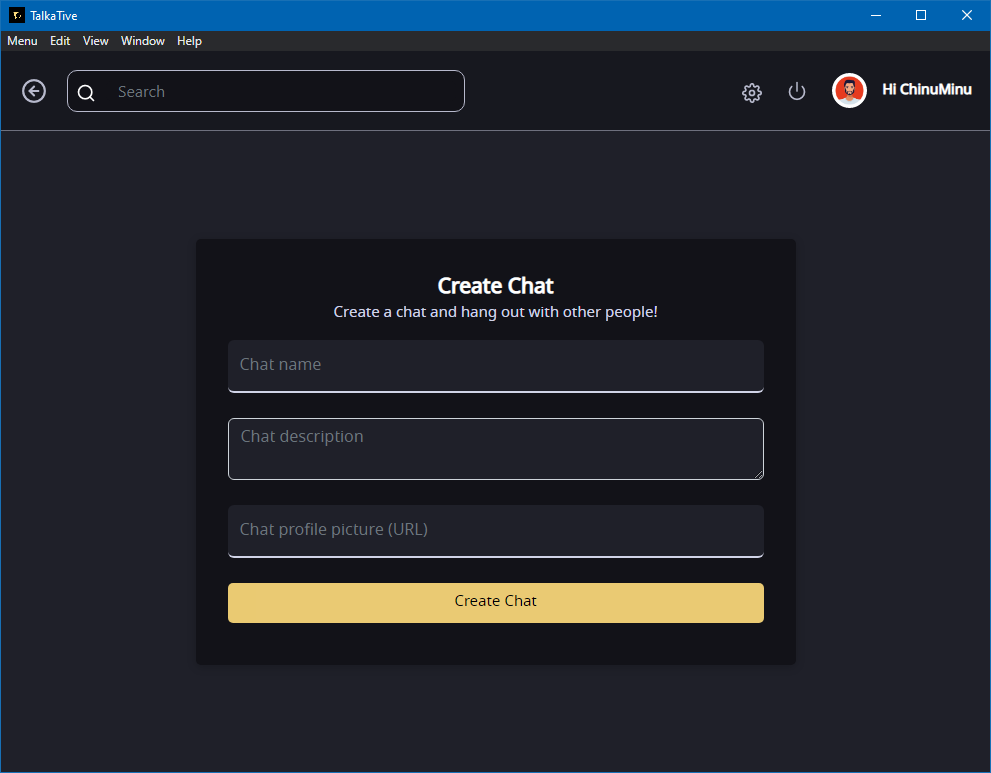 TalkaTive
Menu Edit View Window Help
Search
Hi ChinuMinu
Create Chat
Create a chat and hang out with other people!
Chat name
Chat description
Chat profile picture (URL)
Create Chat